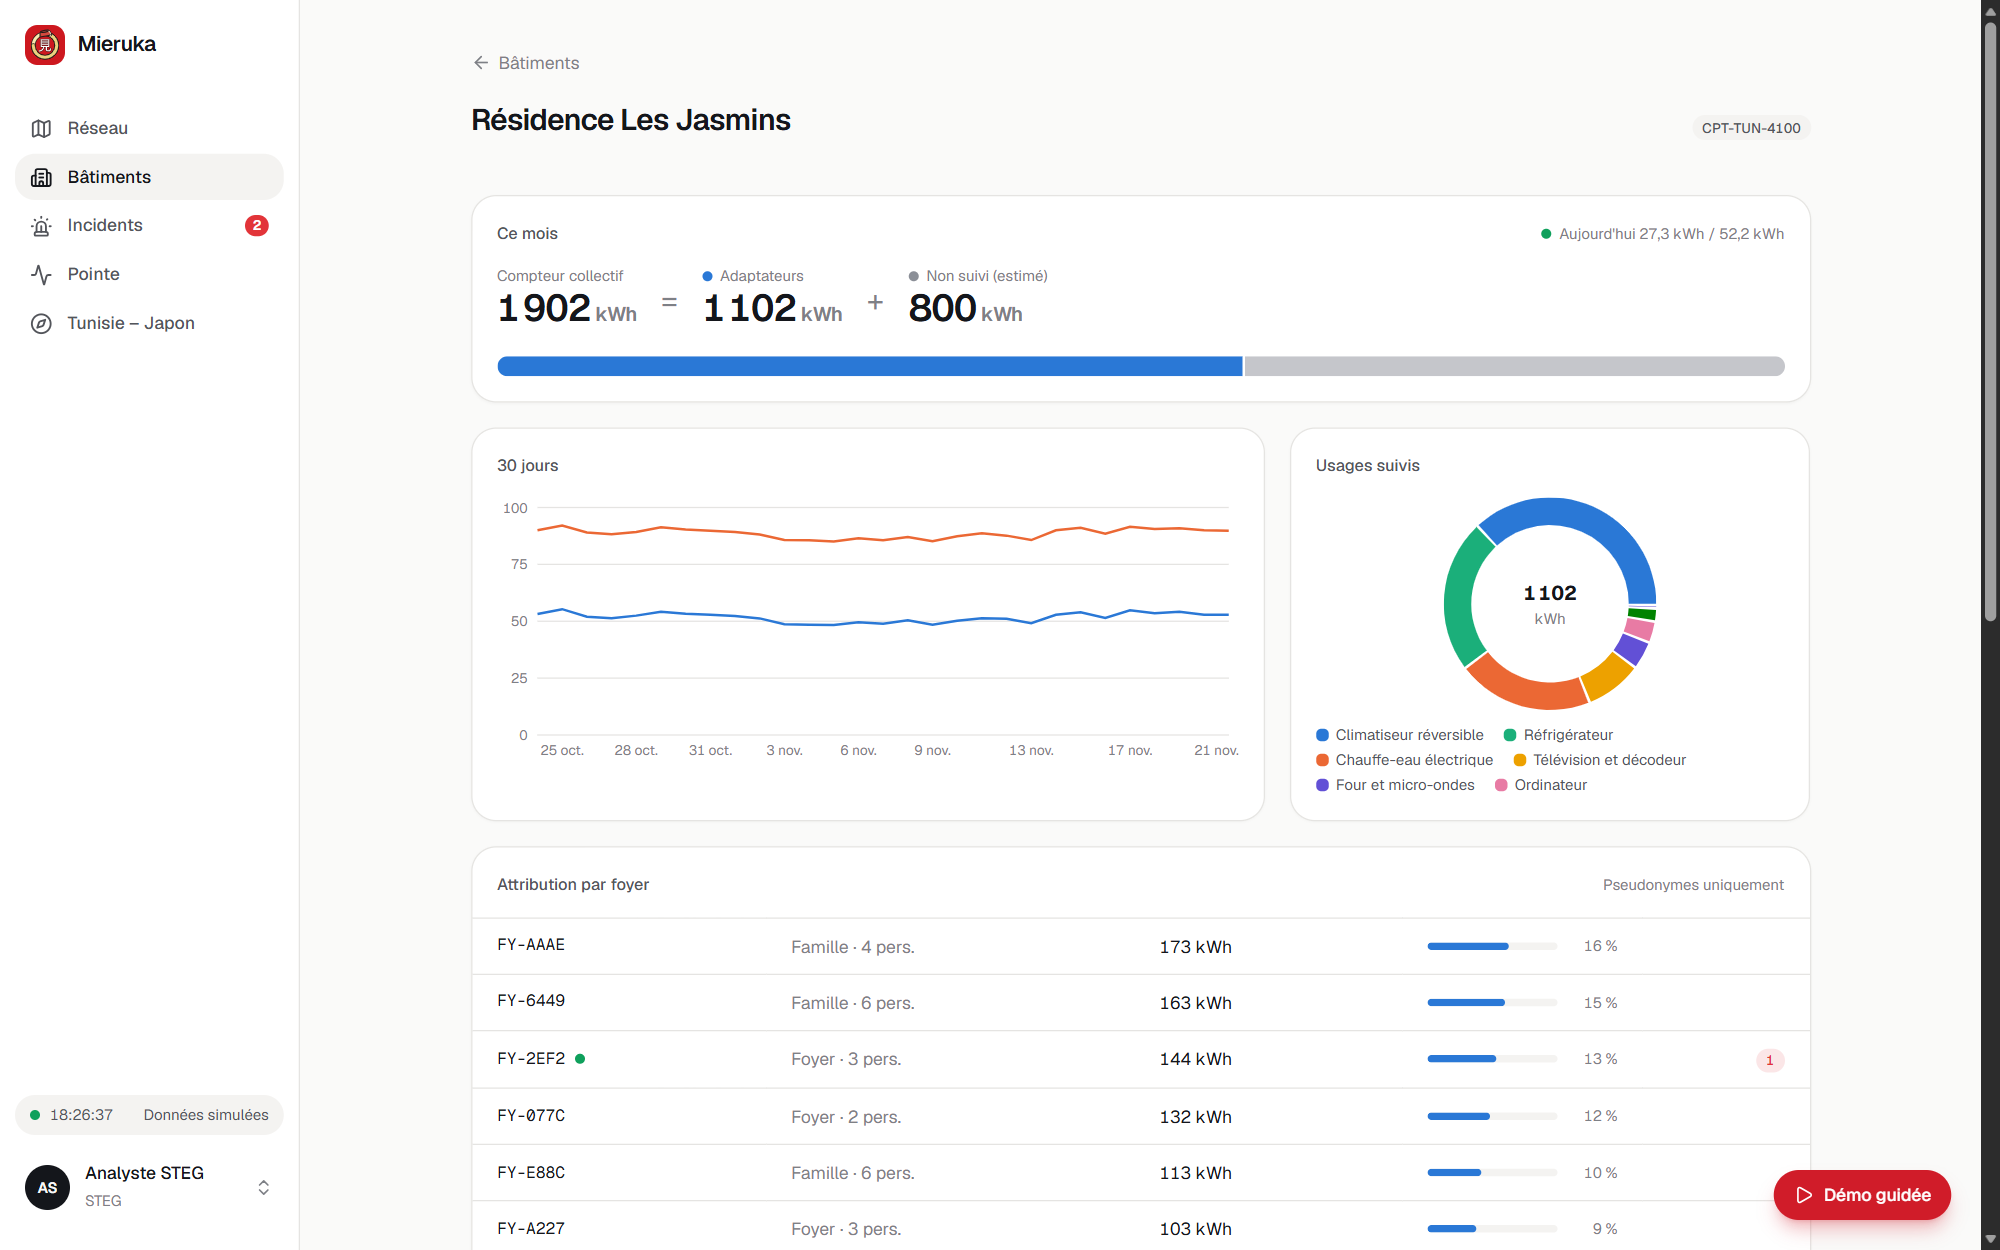 見
Mieruka
Réseau
Bâtiments
Incidents 2
Pointe
Tunisie – Japon
18:26:37 Données simulées
AS
Analyste STEG
STEG
Bâtiments
Résidence Les Jasmins
CPT-TUN-4100
Ce mois
Aujourd'hui 27,3 kWh / 52,2 kWh
Compteur collectif Adaptateurs Non suivi (estimé)
1 902 kWh = 1 102 kWh + 800 kWh
30 jours
100
75
50
25
0
25 oct. 28 oct. 31 oct. 3 nov. 6 nov. 9 nov. 13 nov. 17 nov. 21 nov.
Usages suivis
1 102
kWh
Climatiseur réversible Réfrigérateur
Chauffe-eau électrique Télévision et décodeur
Four et micro-ondes Ordinateur
Attribution par foyer Pseudonymes uniquement
FY-AAAE Famille · 4 pers. 173 kWh 16 %
FY-6449 Famille · 6 pers. 163 kWh 15 %
FY-2EF2 Foyer · 3 pers. 144 kWh 13 % 1
FY-077C Foyer · 2 pers. 132 kWh 12 %
FY-E88C Famille · 6 pers. 113 kWh 10 %
FY-A227 Foyer · 3 pers. 103 kWh 9 %
Démo guidée